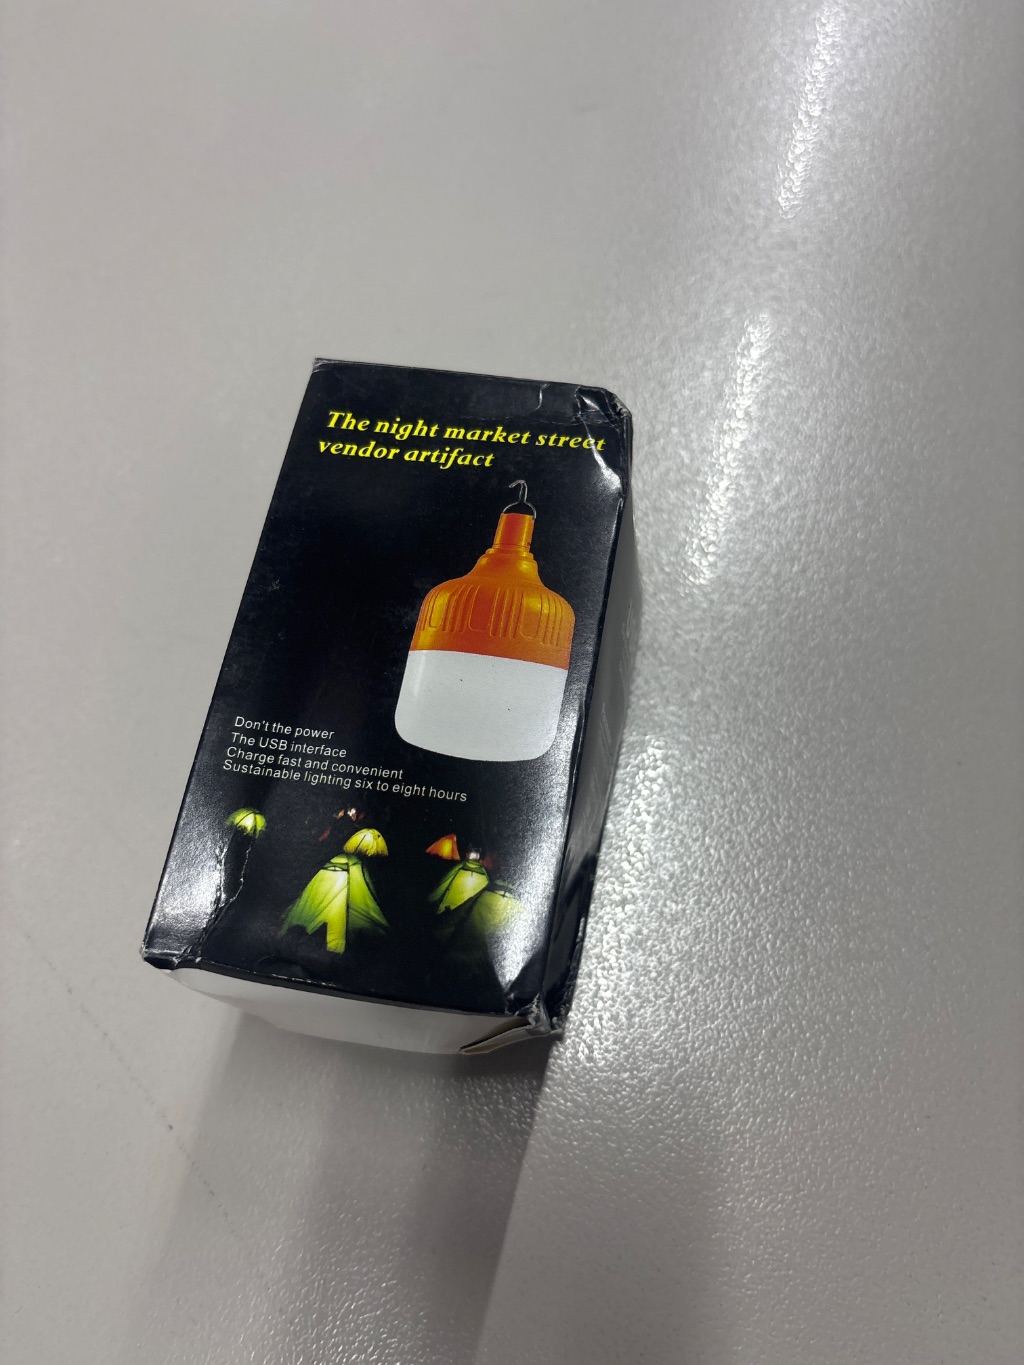 The night market street
vendor artifact
Don't the power
The USB interface
Charge fast and convenient
Sustainable lighting six to eight hours